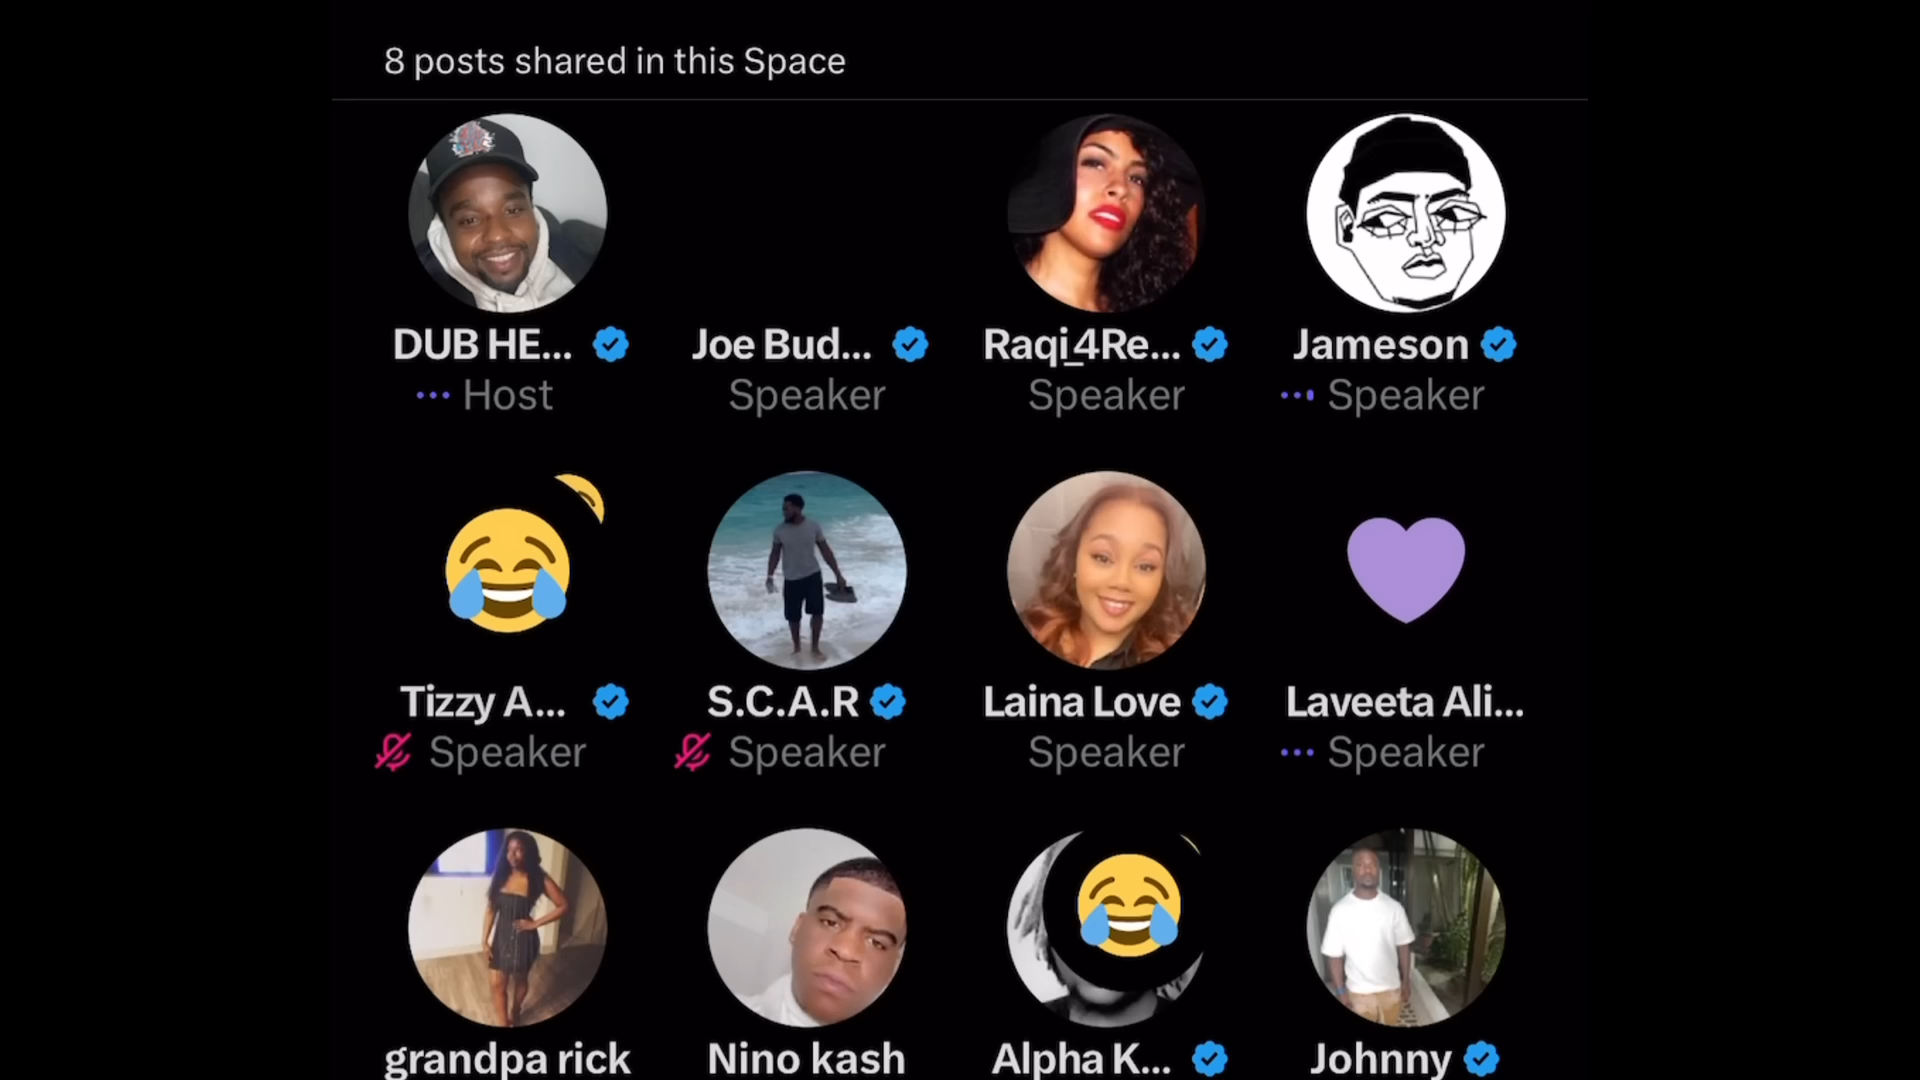 8 posts shared in this Space
DUB HE... Joe Bud... Raqi_4Re... Jameson
Host Speaker Speaker Speaker
Tizzy A... S.C.A.R Laina Love Laveeta Ali...
Speaker Speaker Speaker Speaker
grandpa rick Nino kash Alpha K... Johnny